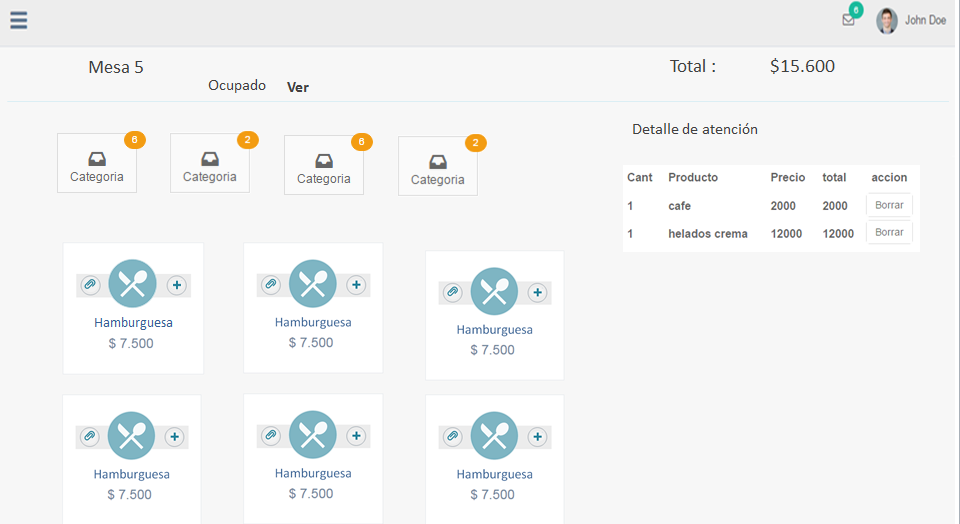 6
John Doe
Mesa 5
Total : $15.600
Ocupado Ver
Detalle de atención
6 2 6 2
Categoria Categoria Categoria Categoria
Cant Producto Precio total accion
1 cafe 2000 2000 Borrar
1 helados crema 12000 12000 Borrar
Hamburguesa Hamburguesa Hamburguesa
$ 7.500 $ 7.500 $ 7.500
Hamburguesa Hamburguesa Hamburguesa
$ 7.500 $ 7.500 $ 7.500